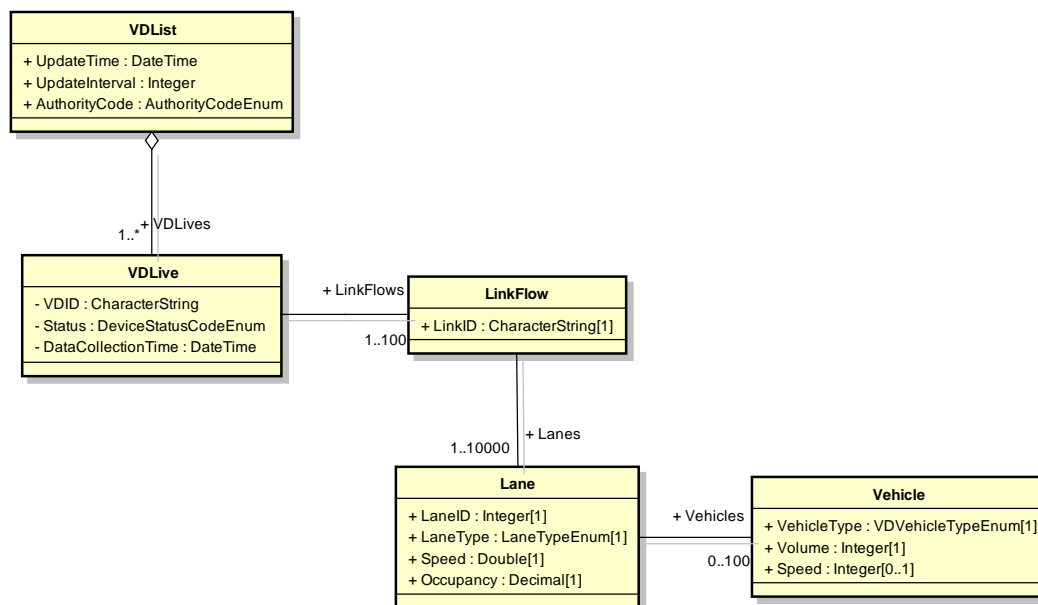 VDList
+ UpdateTime : DateTime
+ UpdateInterval : Integer
+ AuthorityCode : AuthorityCodeEnum
+ VDLives
1..*
VDLive
- VDID : CharacterString
- Status : DeviceStatusCodeEnum
- DataCollectionTime : DateTime
+ LinkFlows
1..100
LinkFlow
+ LinkID : CharacterString[1]
+ Lanes
1..10000
Lane
+ LaneID : Integer[1]
+ LaneType : LaneTypeEnum[1]
+ Speed : Double[1]
+ Occupancy : Decimal[1]
+ Vehicles
0..100
Vehicle
+ VehicleType : VDVehicleTypeEnum[1]
+ Volume : Integer[1]
+ Speed : Integer[0..1]